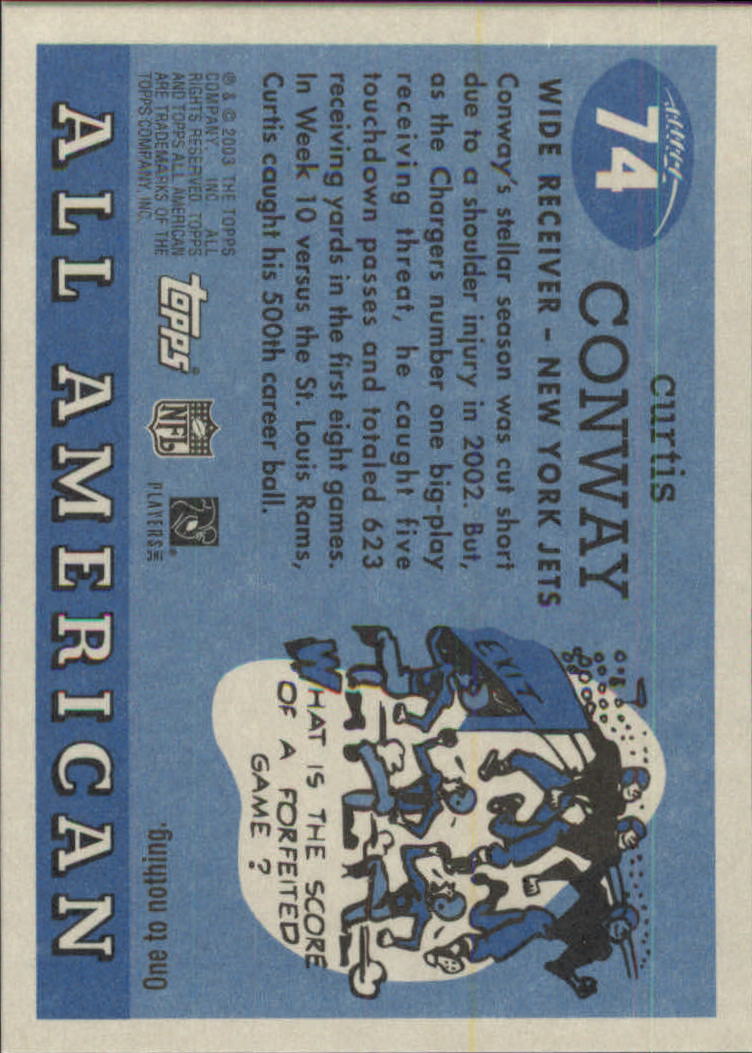 74
curtis
CONWAY
WIDE RECEIVER – NEW YORK JETS
Conway's stellar season was cut short
due to a shoulder injury in 2002. But,
as the Chargers number one big-play
receiving threat, he caught five
touchdown passes and totaled 623
receiving yards in the first eight games.
In Week 10 versus the St. Louis Rams,
Curtis caught his 500th career ball.
® & © 2003 THE TOPPS
COMPANY, INC. ALL
RIGHTS RESERVED. TOPPS
AND TOPPS ALL AMERICAN
ARE TRADEMARKS OF THE
TOPPS COMPANY, INC.
topps®
NFL
PLAYERS INC
EXIT
WHAT IS THE SCORE
OF A FORFEITED
GAME ?
One to nothing.
ALL AMERICAN